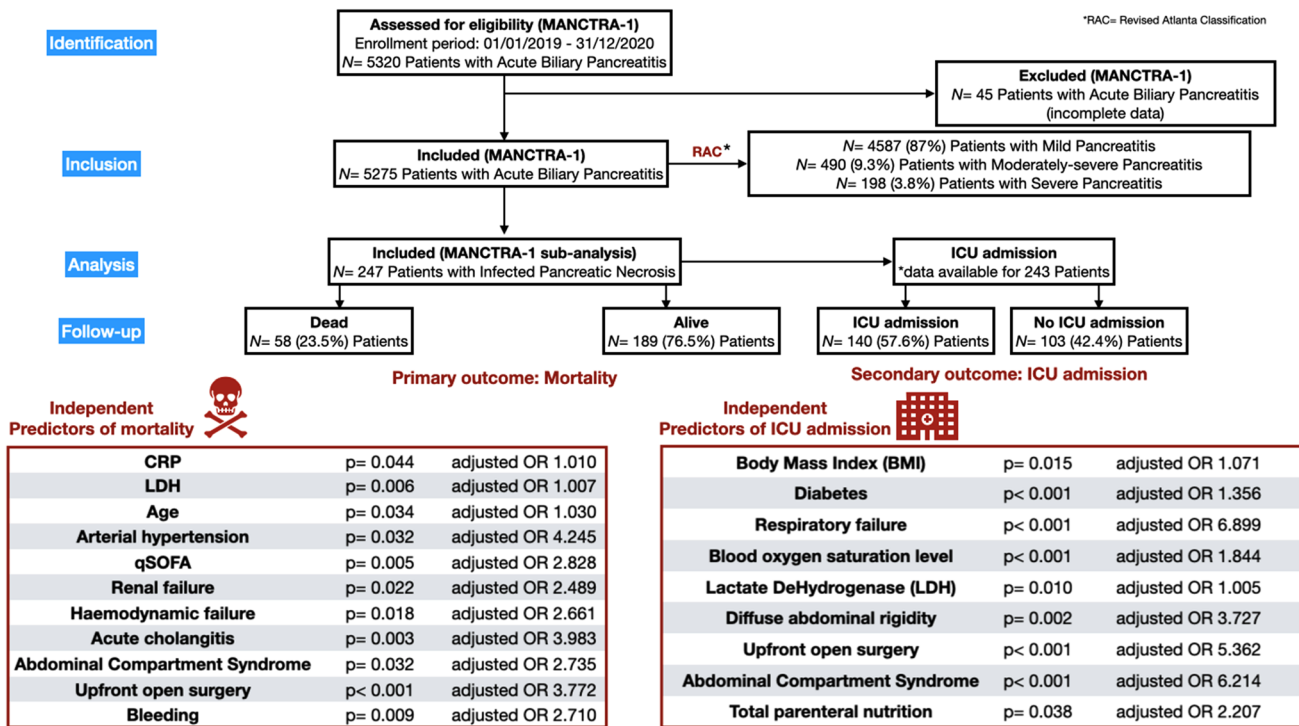 *RAC= Revised Atlanta Classification
Identification
Assessed for eligibility (MANCTRA-1)
Enrollment period: 01/01/2019 - 31/12/2020
N= 5320 Patients with Acute Biliary Pancreatitis
Excluded (MANCTRA-1)
N= 45 Patients with Acute Biliary Pancreatitis
(incomplete data)
Inclusion
Included (MANCTRA-1)
N= 5275 Patients with Acute Biliary Pancreatitis
RAC*
N= 4587 (87%) Patients with Mild Pancreatitis
N= 490 (9.3%) Patients with Moderately-severe Pancreatitis
N= 198 (3.8%) Patients with Severe Pancreatitis
Analysis
Included (MANCTRA-1 sub-analysis)
N= 247 Patients with Infected Pancreatic Necrosis
ICU admission
*data available for 243 Patients
Follow-up
Dead
N= 58 (23.5%) Patients
Alive
N= 189 (76.5%) Patients
ICU admission
N= 140 (57.6%) Patients
No ICU admission
N= 103 (42.4%) Patients
Primary outcome: Mortality
Secondary outcome: ICU admission
Independent
Predictors of mortality
CRP p= 0.044 adjusted OR 1.010
LDH p= 0.006 adjusted OR 1.007
Age p= 0.034 adjusted OR 1.030
Arterial hypertension p= 0.032 adjusted OR 4.245
qSOFA p= 0.005 adjusted OR 2.828
Renal failure p= 0.022 adjusted OR 2.489
Haemodynamic failure p= 0.018 adjusted OR 2.661
Acute cholangitis p= 0.003 adjusted OR 3.983
Abdominal Compartment Syndrome p= 0.032 adjusted OR 2.735
Upfront open surgery p< 0.001 adjusted OR 3.772
Bleeding p= 0.009 adjusted OR 2.710
Independent
Predictors of ICU admission
Body Mass Index (BMI) p= 0.015 adjusted OR 1.071
Diabetes p< 0.001 adjusted OR 1.356
Respiratory failure p< 0.001 adjusted OR 6.899
Blood oxygen saturation level p< 0.001 adjusted OR 1.844
Lactate DeHydrogenase (LDH) p= 0.010 adjusted OR 1.005
Diffuse abdominal rigidity p= 0.002 adjusted OR 3.727
Upfront open surgery p< 0.001 adjusted OR 5.362
Abdominal Compartment Syndrome p< 0.001 adjusted OR 6.214
Total parenteral nutrition p= 0.038 adjusted OR 2.207